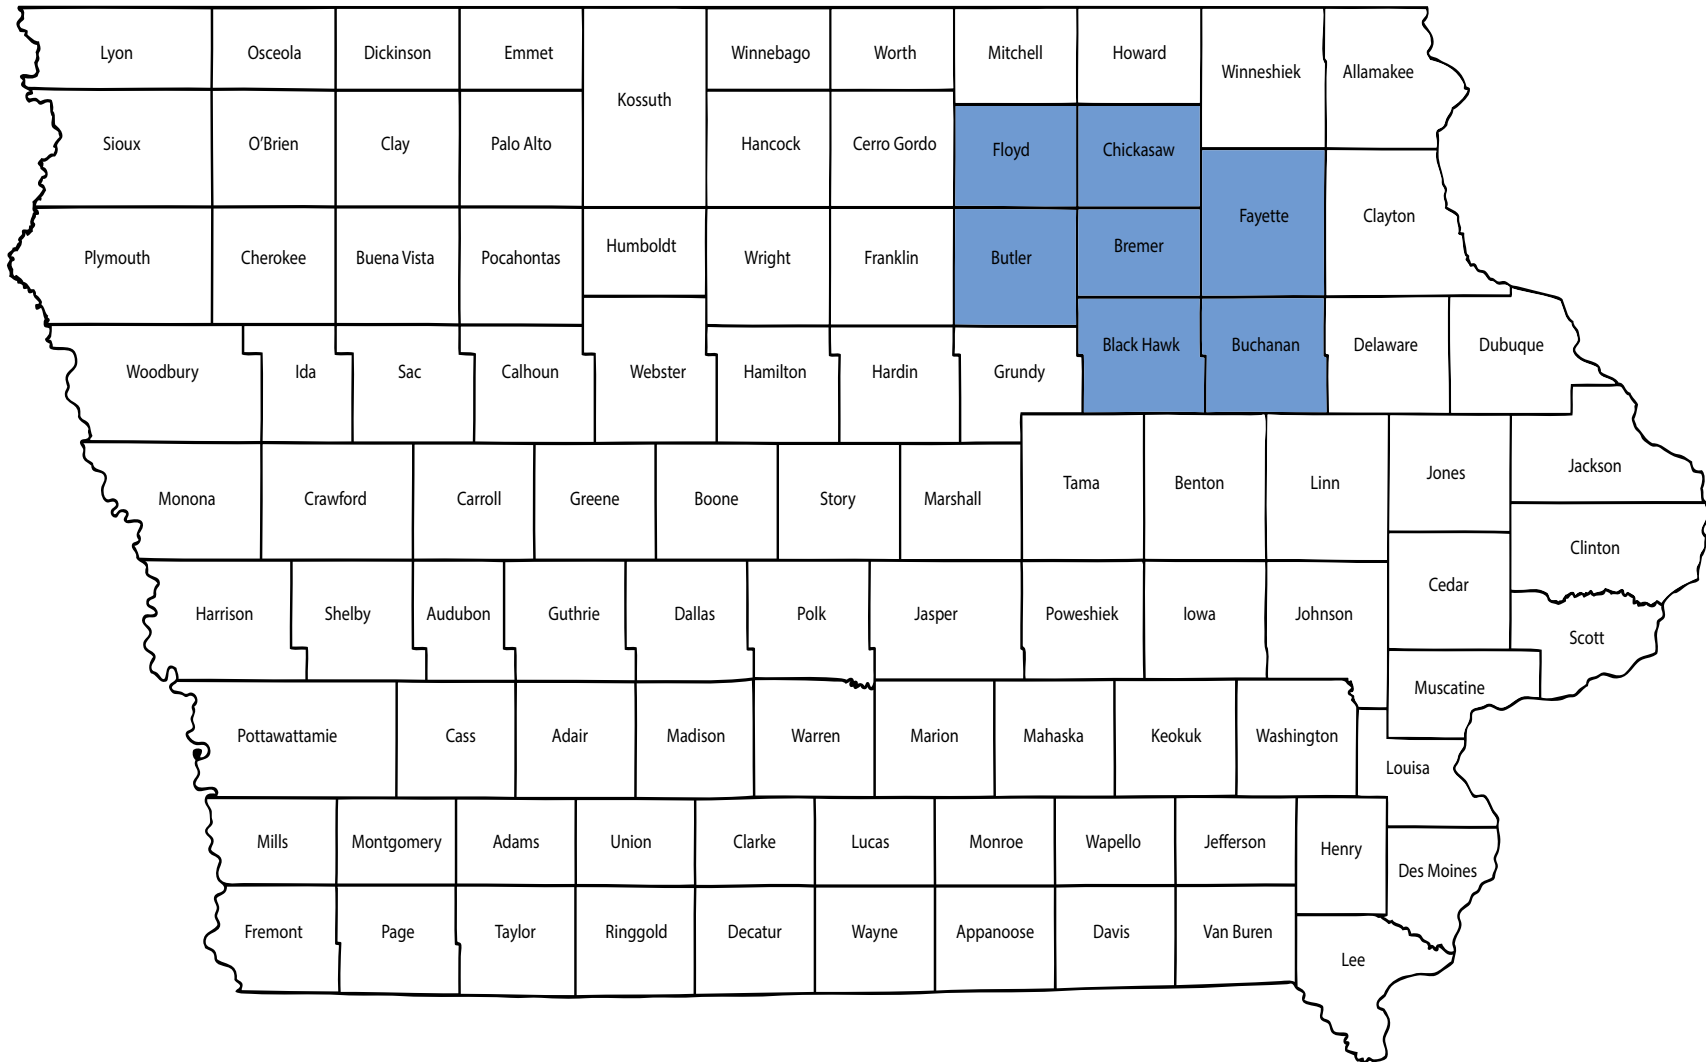 Lyon
Osceola
Dickinson
Emmet
Kossuth
Winnebago
Worth
Mitchell
Howard
Winneshiek
Allamakee
Sioux
O'Brien
Clay
Palo Alto
Hancock
Cerro Gordo
Floyd
Chickasaw
Fayette
Clayton
Plymouth
Cherokee
Buena Vista
Pocahontas
Humboldt
Wright
Franklin
Butler
Bremer
Woodbury
Ida
Sac
Calhoun
Webster
Hamilton
Hardin
Grundy
Black Hawk
Buchanan
Delaware
Dubuque
Monona
Crawford
Carroll
Greene
Boone
Story
Marshall
Tama
Benton
Linn
Jones
Jackson
Clinton
Harrison
Shelby
Audubon
Guthrie
Dallas
Polk
Jasper
Poweshiek
Iowa
Johnson
Cedar
Scott
Muscatine
Pottawattamie
Cass
Adair
Madison
Warren
Marion
Mahaska
Keokuk
Washington
Louisa
Mills
Montgomery
Adams
Union
Clarke
Lucas
Monroe
Wapello
Jefferson
Henry
Des Moines
Fremont
Page
Taylor
Ringgold
Decatur
Wayne
Appanoose
Davis
Van Buren
Lee